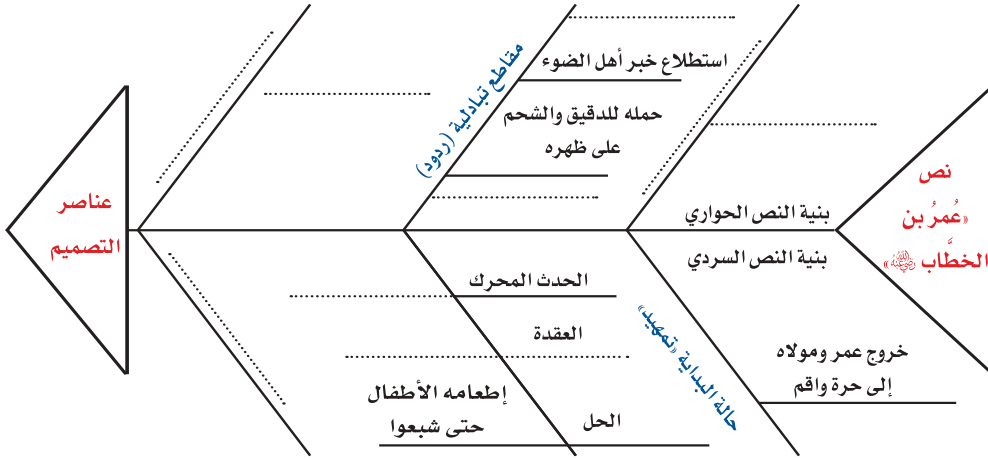 نص
«عُمرُ بن
الخطَّاب ﵁»
بنية النص الحواري
بنية النص السردي
استطلاع خبر أهل الضوء
حمله للدقيق والشحم
على ظهره
مقاطع تبادلية (ردود)
خروج عمر ومولاه
إلى حرة واقم
حالة البداية «تمهيد»
الحدث المحرك
العقدة
الحل
إطعامه الأطفال
حتى شبعوا
عناصر
التصميم